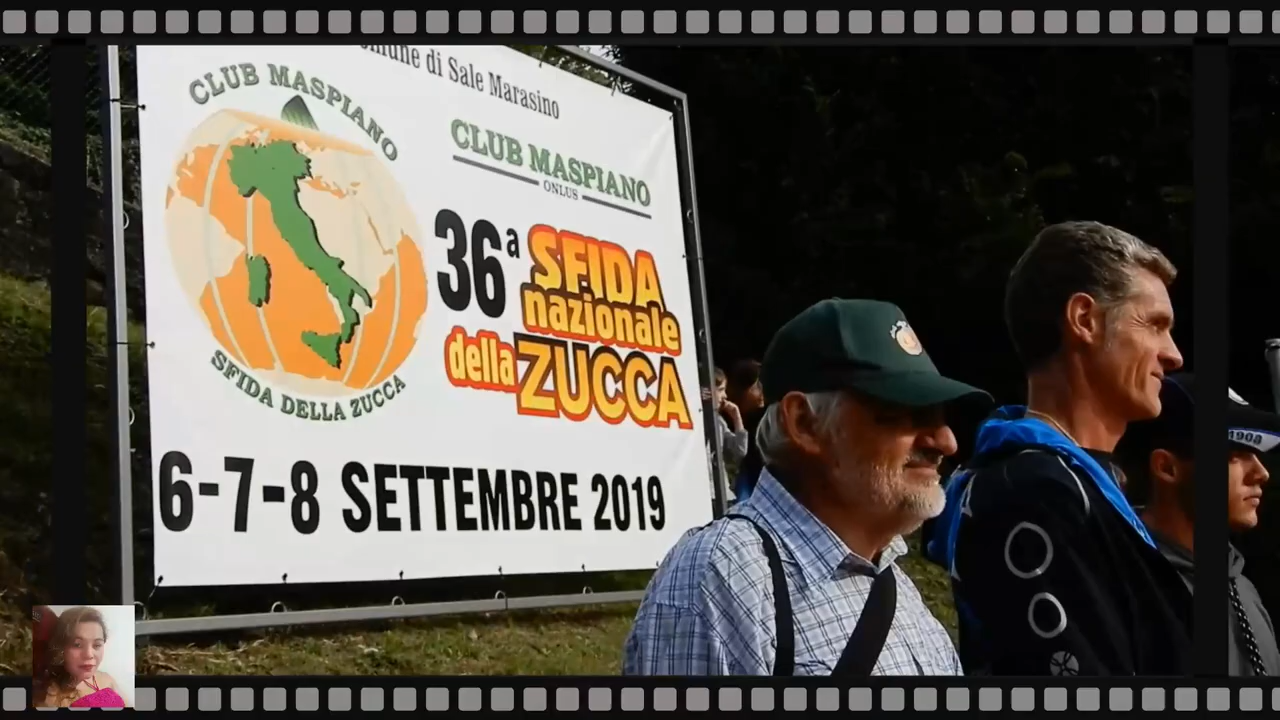 Comune di Sale Marasino
CLUB MASPIANO
SFIDA DELLA ZUCCA
CLUB MASPIANO
ONLUS
36ª SFIDA
nazionale
della ZUCCA
6-7-8 SETTEMBRE 2019
1908